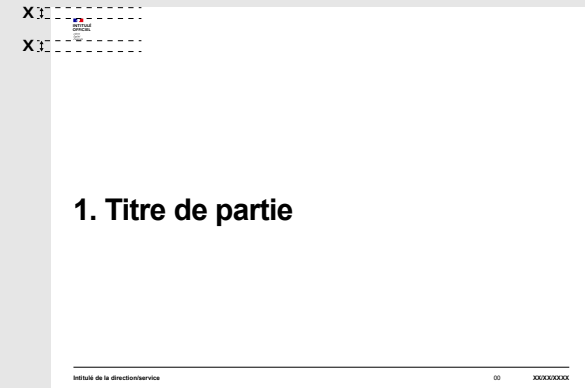 X
INTITULÉ
OFFICIEL
X
1. Titre de partie
Intitulé de la direction/service 00 XX/XX/XXXX